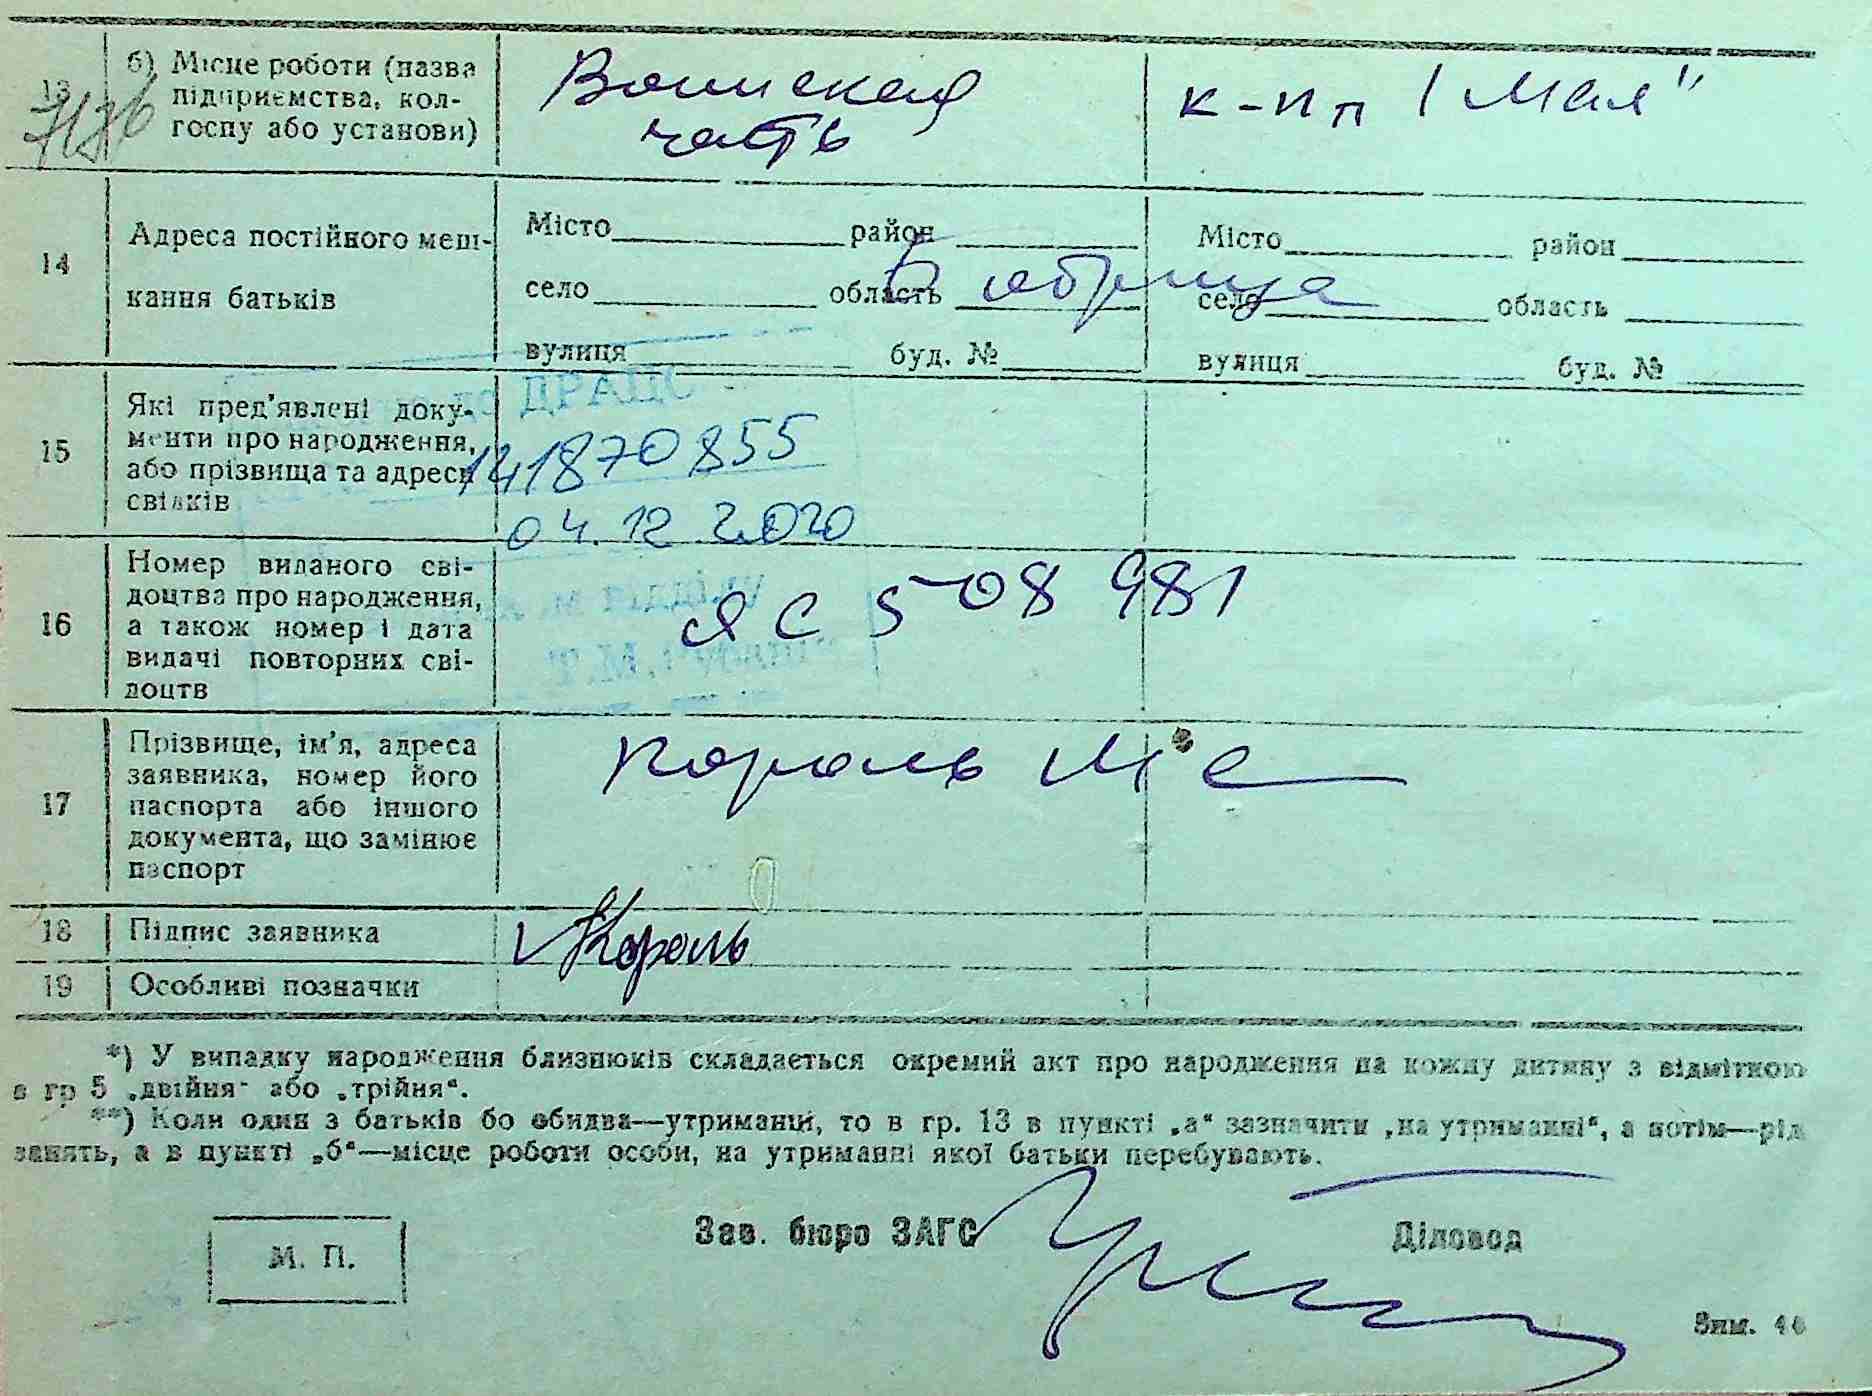 13
б) Місце роботи (назва
підприємства, кол-
госпу або установи)
Воинская
часть
к-пп 1 Мая"
14
Адреса постійного меш-
кання батьків
Місто район
село область
вулиця буд. №
Бобрица
Місто район
село область
вулиця буд. №
до ДРАЦС
15
Які пред'явлені доку-
менти про народження,
або прізвища та адреси
свідків
141870855
04.12 2020
16
Номер виданого сві-
доцтва про народження,
а також номер і дата
видачі повторних сві-
доцтв
відділу
Т.М.
ЯС 508 981
17
Прізвище, ім'я, адреса
заявника, номер його
паспорта або іншого
документа, що замінює
паспорт
Король М Е
18
Підпис заявника
Король
19
Особливі позначки
*) У випадку народження близнюків складається окремий акт про народження на кожну дитину з відміткою
в гр 5 „двійня" або „трійня".
**) Коли один з батьків бо обидва—утриманці, то в гр. 13 в пункті „а" зазначити „на утриманні", а потім—рід
занять, а в пункті „б"—місце роботи особи, на утриманні якої батьки перебувають.
М. П.
Зав. бюро ЗАГС
Діловод
Зам.